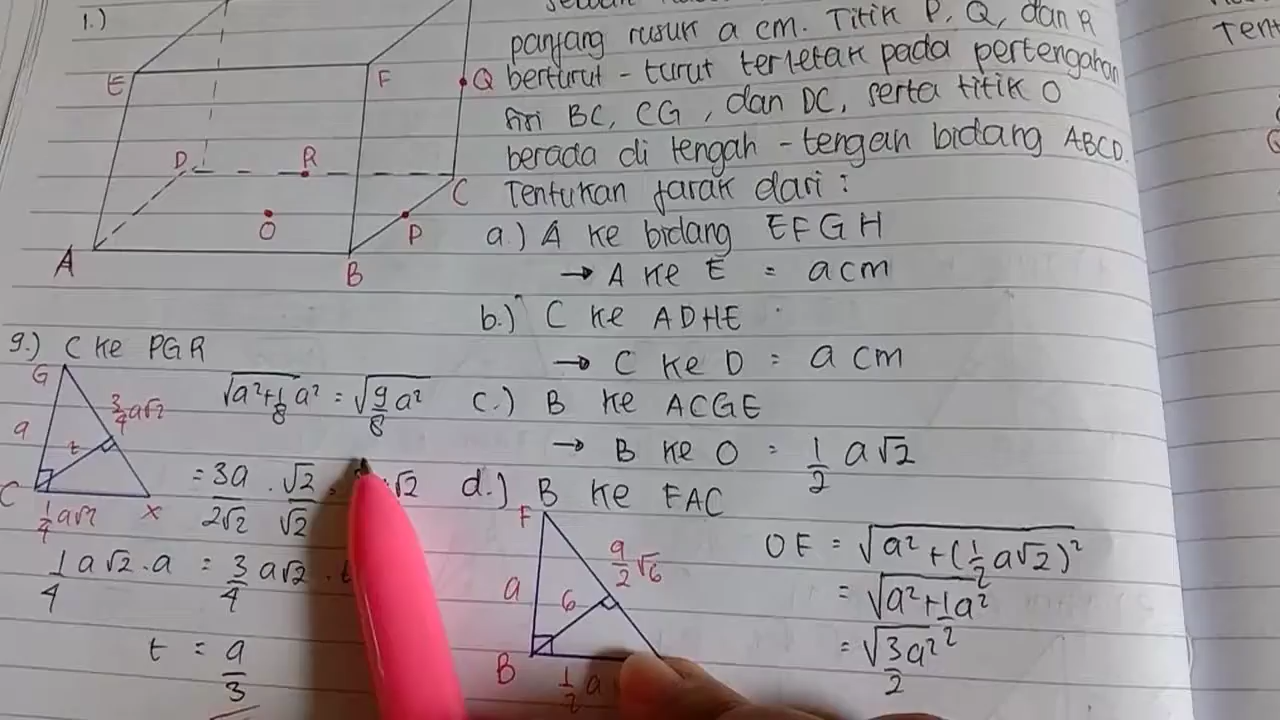 1.)
E
F
Q
D
R
C
O
P
A
B
panjang rusuk a cm. Titik P, Q, dan R
berturut - turut terletak pada pertengahan
sisi BC, CG, dan DC, serta titik O
berada di tengah - tengah bidang ABCD.
Tentukan jarak dari :
a.) A ke bidang EFGH
→ A ke E = a cm
b.) C ke ADHE
→ C ke D = a cm
c.) B ke ACGE
→ B ke O = 1/2 a√2
d.) B ke FAC
F
a/2 √6
a
6
B
1/2 a
OF = √(a² + (1/2 a√2)²)
= √(a² + 1/2 a²)
= √(3/2 a²)
g.) C ke PGR
G
3/4 a√2
a
t
C
1/4 a√2
x
√(a² + 1/8 a²) = √(9/8 a²)
= 3a/2√2 . √2/√2 = √2
1/4 a√2 . a = 3/4 a√2 . t
t = a/3
Tent